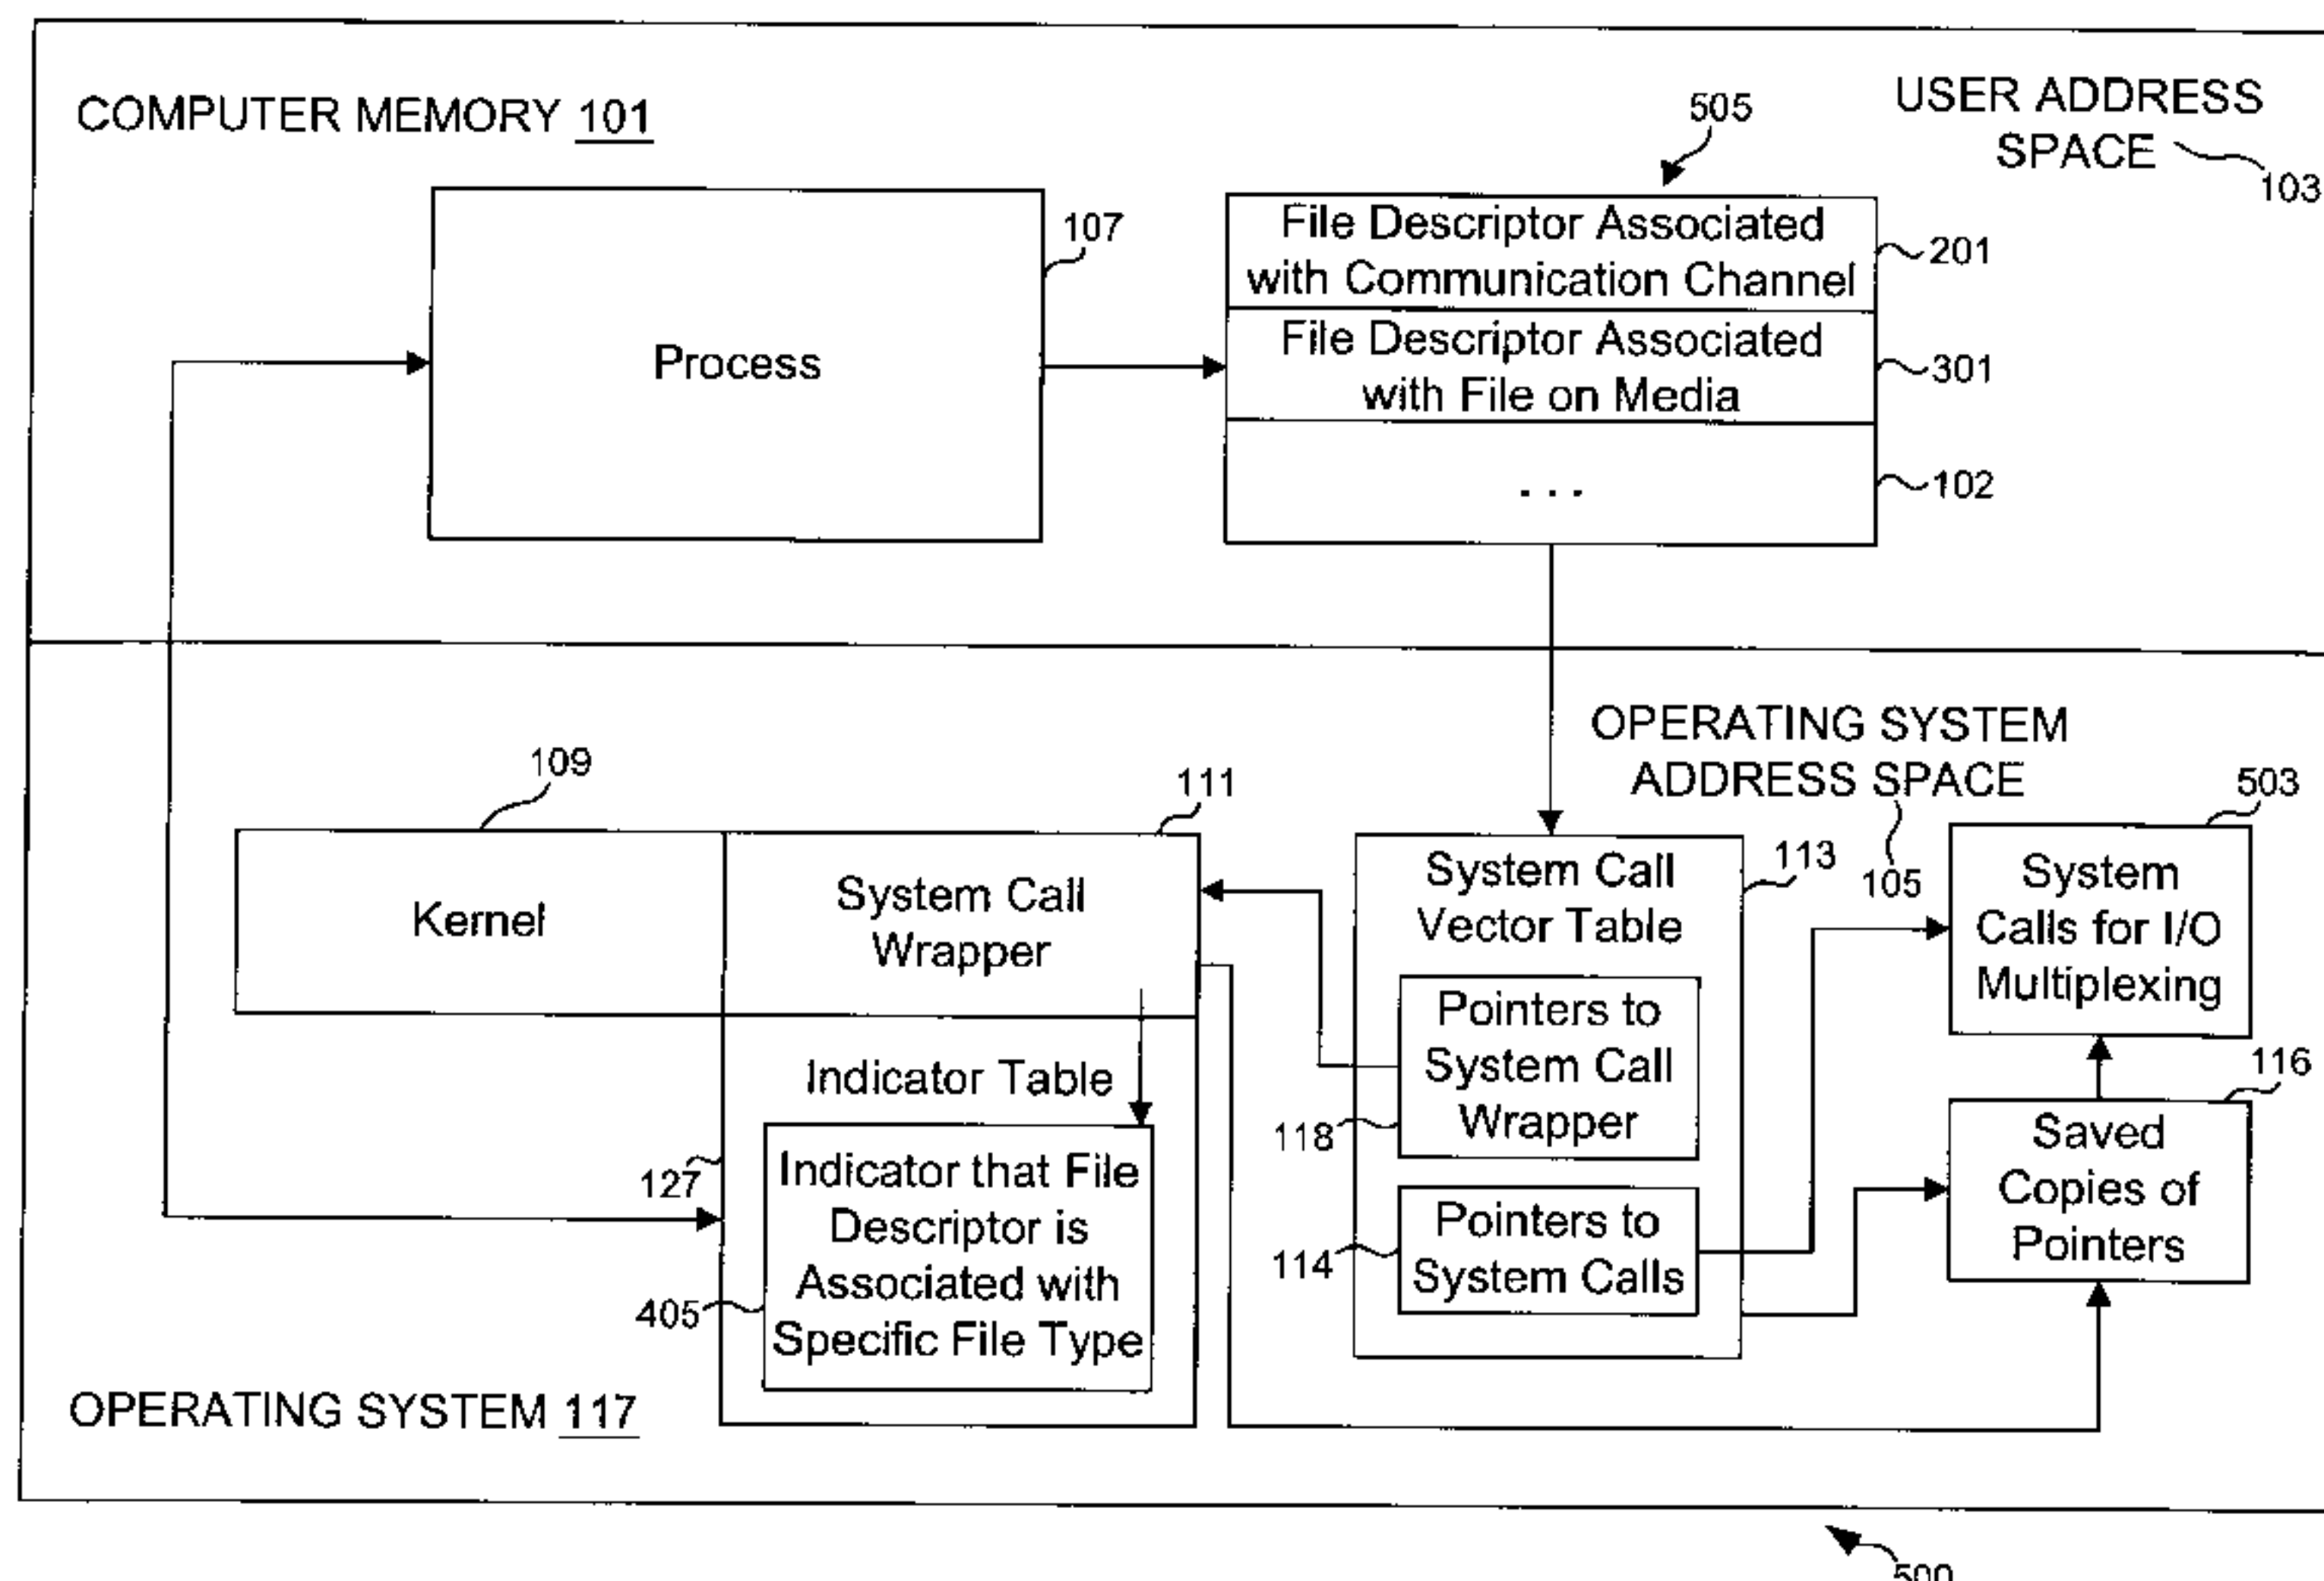 COMPUTER MEMORY 101
505
USER ADDRESS
SPACE
103
107
Process
File Descriptor Associated
with Communication Channel
201
File Descriptor Associated
with File on Media
301
. . .
102
OPERATING SYSTEM
ADDRESS SPACE
105
109
111
Kernel
System Call
Wrapper
Indicator Table
127
Indicator that File
Descriptor is
Associated with
Specific File Type
405
System Call
Vector Table
113
Pointers to
System Call
Wrapper
118
Pointers to
System Calls
114
503
System
Calls for I/O
Multiplexing
116
Saved
Copies of
Pointers
OPERATING SYSTEM 117
500